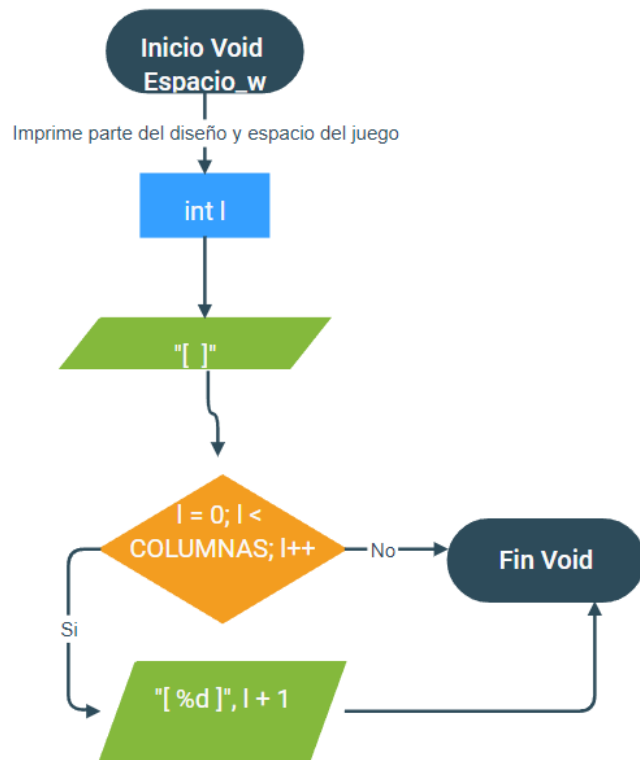 Inicio Void
Espacio_w
Imprime parte del diseño y espacio del juego
int l
"[  ]"
l = 0; l <
COLUMNAS; l++
No
Fin Void
Si
"[ %d ]", l + 1